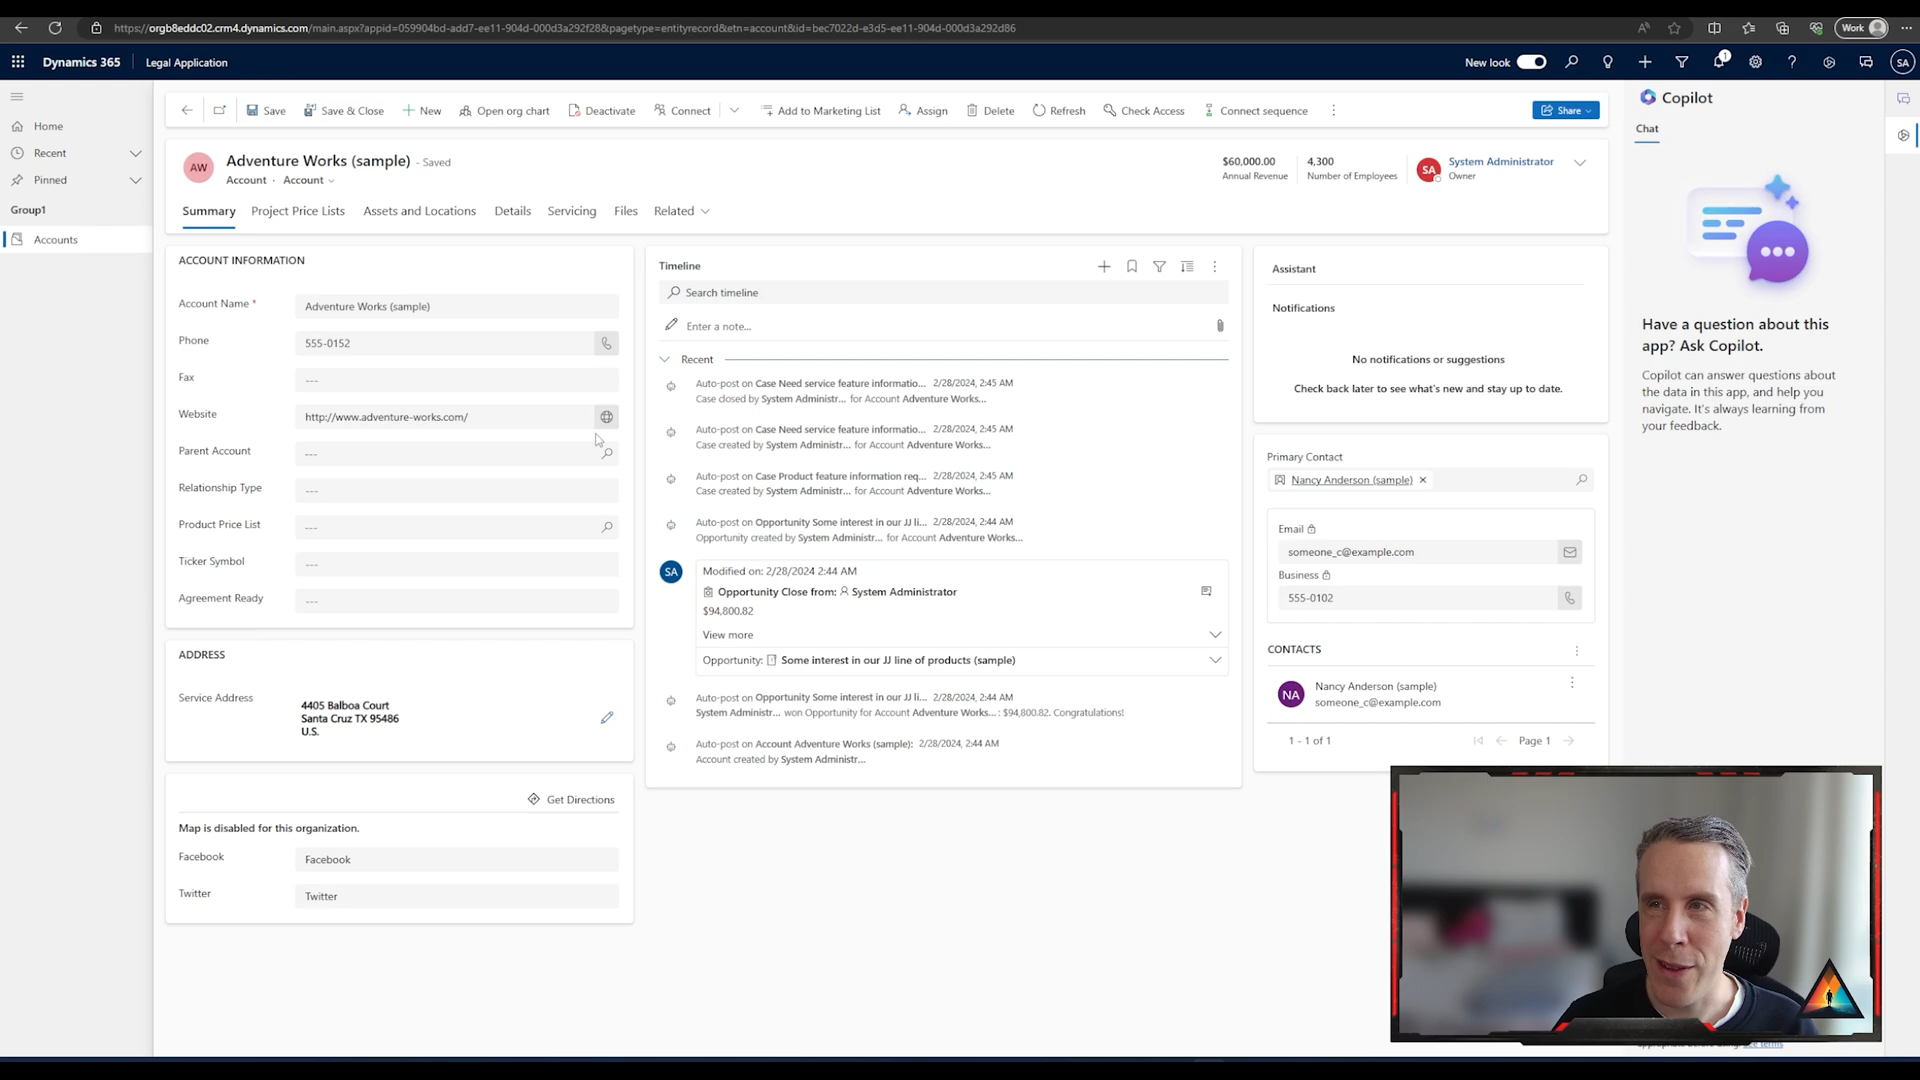 https://orgb8eddc02.crm4.dynamics.com/main.aspx?appid=059904bd-add7-ee11-904d-000d3a292f28&pagetype=entityrecord&etn=account&id=bec7022d-e3d5-ee11-904d-000d3a292d86
Work
Dynamics 365
Legal Application
New look
1
SA
Home
Recent
Pinned
Group1
Accounts
Save
Save & Close
New
Open org chart
Deactivate
Connect
Add to Marketing List
Assign
Delete
Refresh
Check Access
Connect sequence
Share
AW
Adventure Works (sample) - Saved
Account · Account
$60,000.00
Annual Revenue
4,300
Number of Employees
SA
System Administrator
Owner
Summary
Project Price Lists
Assets and Locations
Details
Servicing
Files
Related
ACCOUNT INFORMATION
Account Name *
Adventure Works (sample)
Phone
555-0152
Fax
---
Website
http://www.adventure-works.com/
Parent Account
---
Relationship Type
---
Product Price List
---
Ticker Symbol
---
Agreement Ready
---
ADDRESS
Service Address
4405 Balboa Court
Santa Cruz TX 95486
U.S.
Get Directions
Map is disabled for this organization.
Facebook
Facebook
Twitter
Twitter
Timeline
Search timeline
Enter a note...
Recent
Auto-post on Case Need service feature informatio... 2/28/2024, 2:45 AM
Case closed by System Administr... for Account Adventure Works...
Auto-post on Case Need service feature informatio... 2/28/2024, 2:45 AM
Case created by System Administr... for Account Adventure Works...
Auto-post on Case Product feature information req... 2/28/2024, 2:45 AM
Case created by System Administr... for Account Adventure Works...
Auto-post on Opportunity Some interest in our JJ li... 2/28/2024, 2:44 AM
Opportunity created by System Administr... for Account Adventure Works...
SA
Modified on: 2/28/2024 2:44 AM
Opportunity Close from: System Administrator
$94,800.82
View more
Opportunity: Some interest in our JJ line of products (sample)
Auto-post on Opportunity Some interest in our JJ li... 2/28/2024, 2:44 AM
System Administr... won Opportunity for Account Adventure Works... : $94,800.82. Congratulations!
Auto-post on Account Adventure Works (sample): 2/28/2024, 2:44 AM
Account created by System Administr...
Assistant
Notifications
No notifications or suggestions
Check back later to see what's new and stay up to date.
Primary Contact
Nancy Anderson (sample)
Email
someone_c@example.com
Business
555-0102
CONTACTS
NA
Nancy Anderson (sample)
someone_c@example.com
1 - 1 of 1
Page 1
Copilot
Chat
Have a question about this
app? Ask Copilot.
Copilot can answer questions about
the data in this app, and help you
navigate. It's always learning from
your feedback.